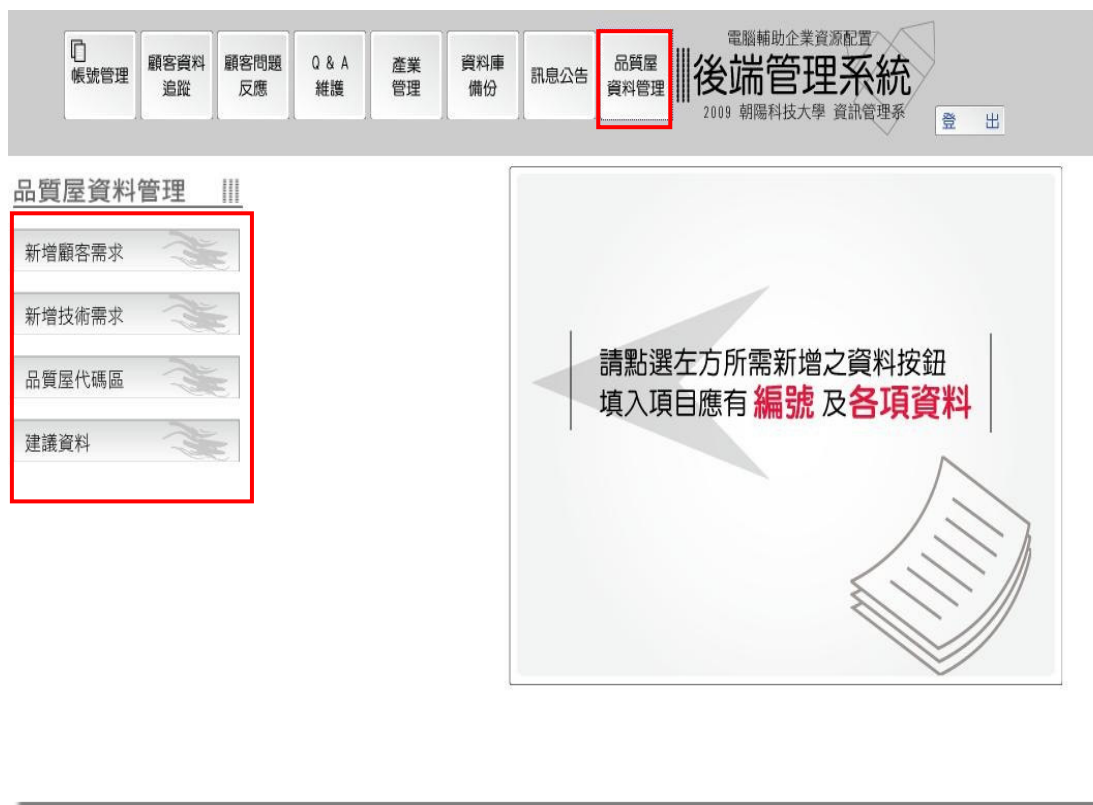 帳號管理
顧客資料
追蹤
顧客問題
反應
Q & A
維護
產業
管理
資料庫
備份
訊息公告
品質屋
資料管理
電腦輔助企業資源配置
後端管理系統
2009 朝陽科技大學 資訊管理系
登 出
品質屋資料管理
新增顧客需求
新增技術需求
品質屋代碼區
建議資料
請點選左方所需新增之資料按鈕
填入項目應有 編號 及各項資料